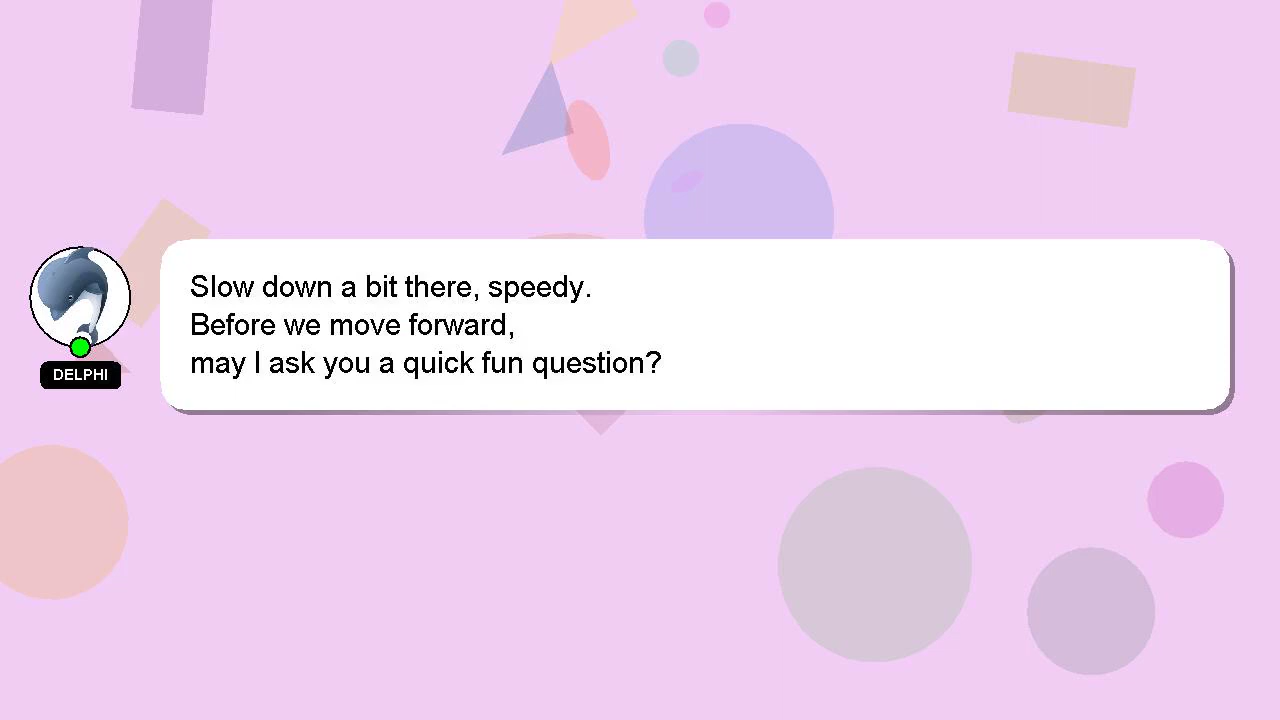 Slow down a bit there, speedy.
Before we move forward,
may I ask you a quick fun question?
DELPHI